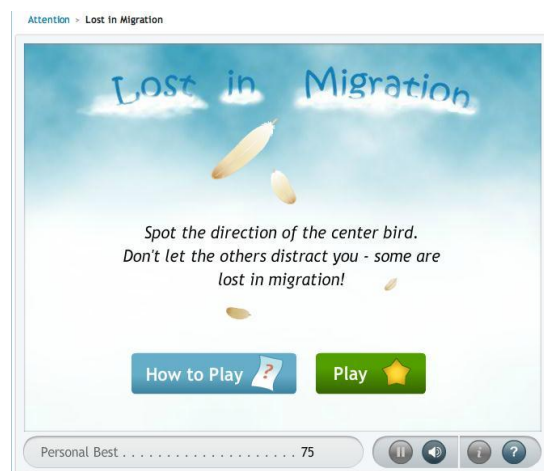 Attention > Lost in Migration
Lost in Migration
Spot the direction of the center bird.
Don't let the others distract you - some are
lost in migration!
How to Play ?
Play
Personal Best . . . . . . . . . . . . . . . . . . . . . 75
i ?